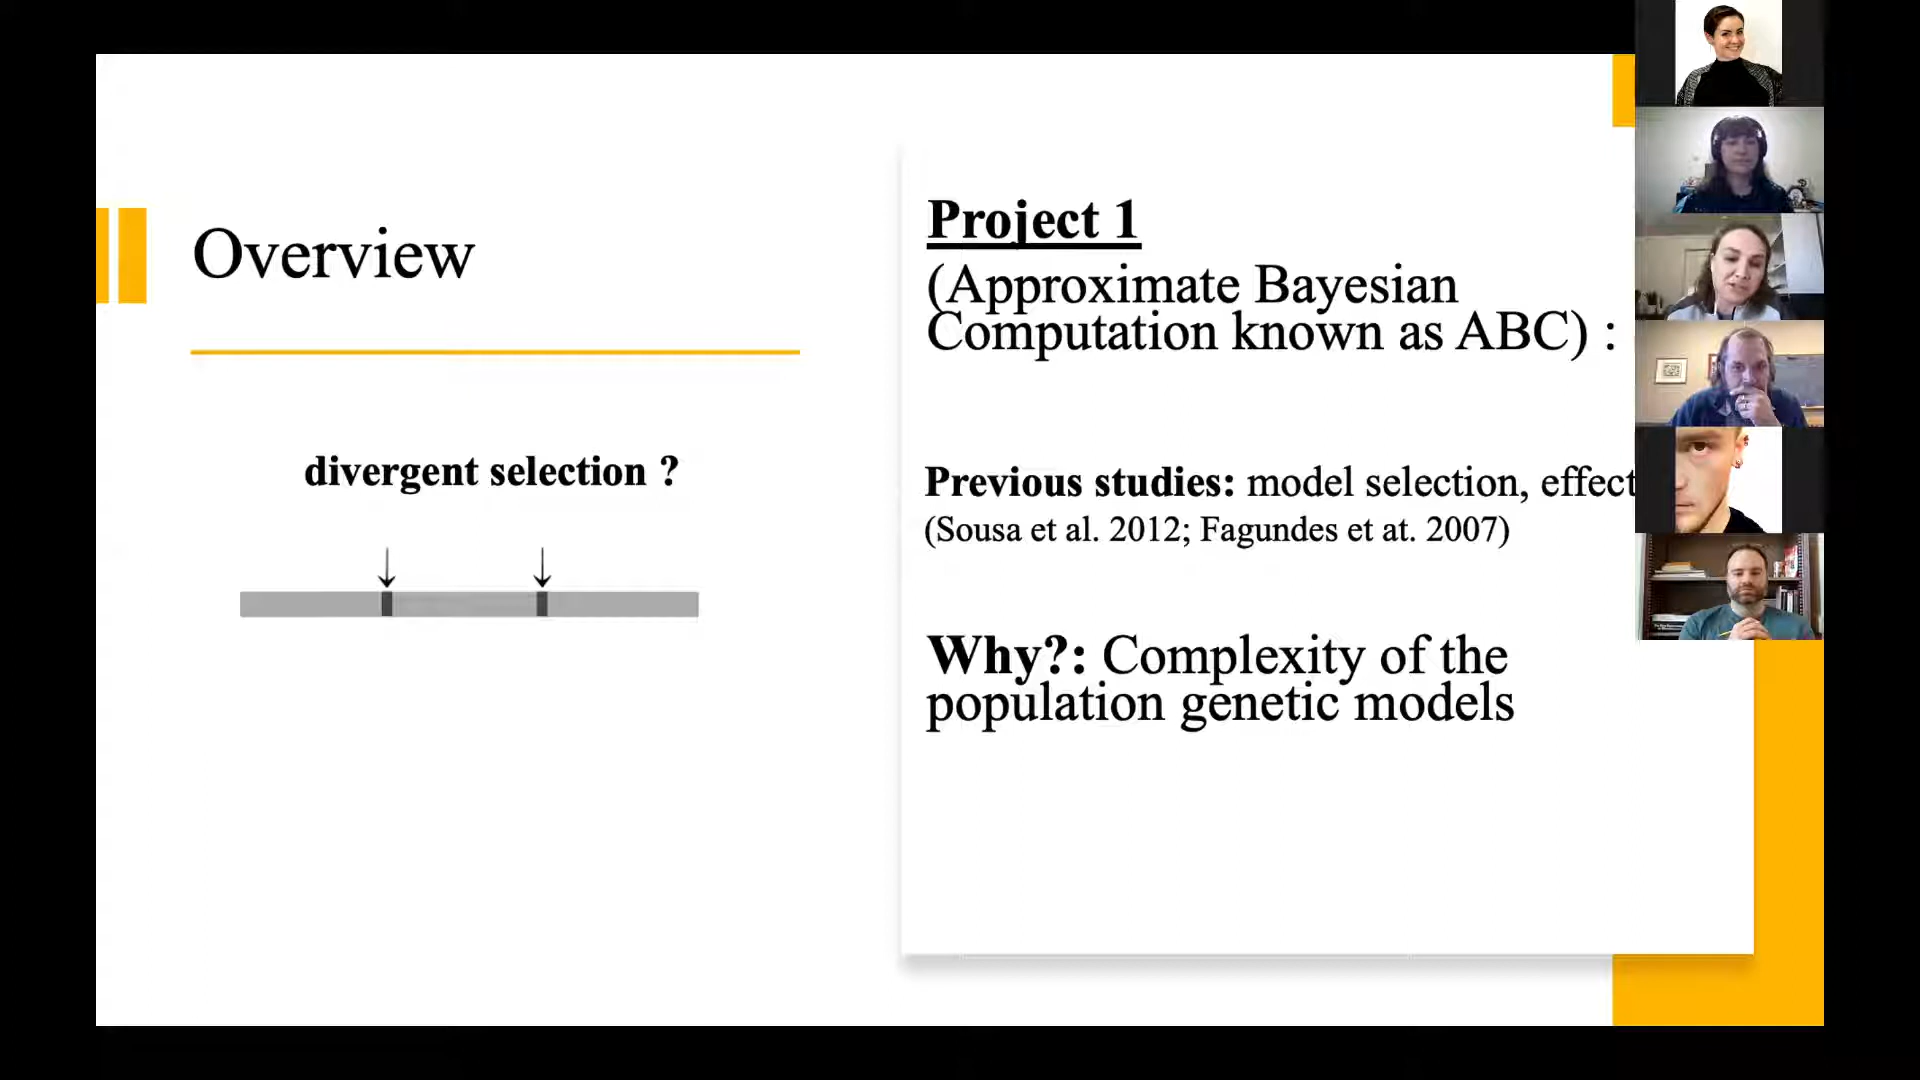 Overview
divergent selection ?
Project 1
(Approximate Bayesian
Computation known as ABC) :
Previous studies: model selection, effect
(Sousa et al. 2012; Fagundes et at. 2007)
Why?: Complexity of the
population genetic models